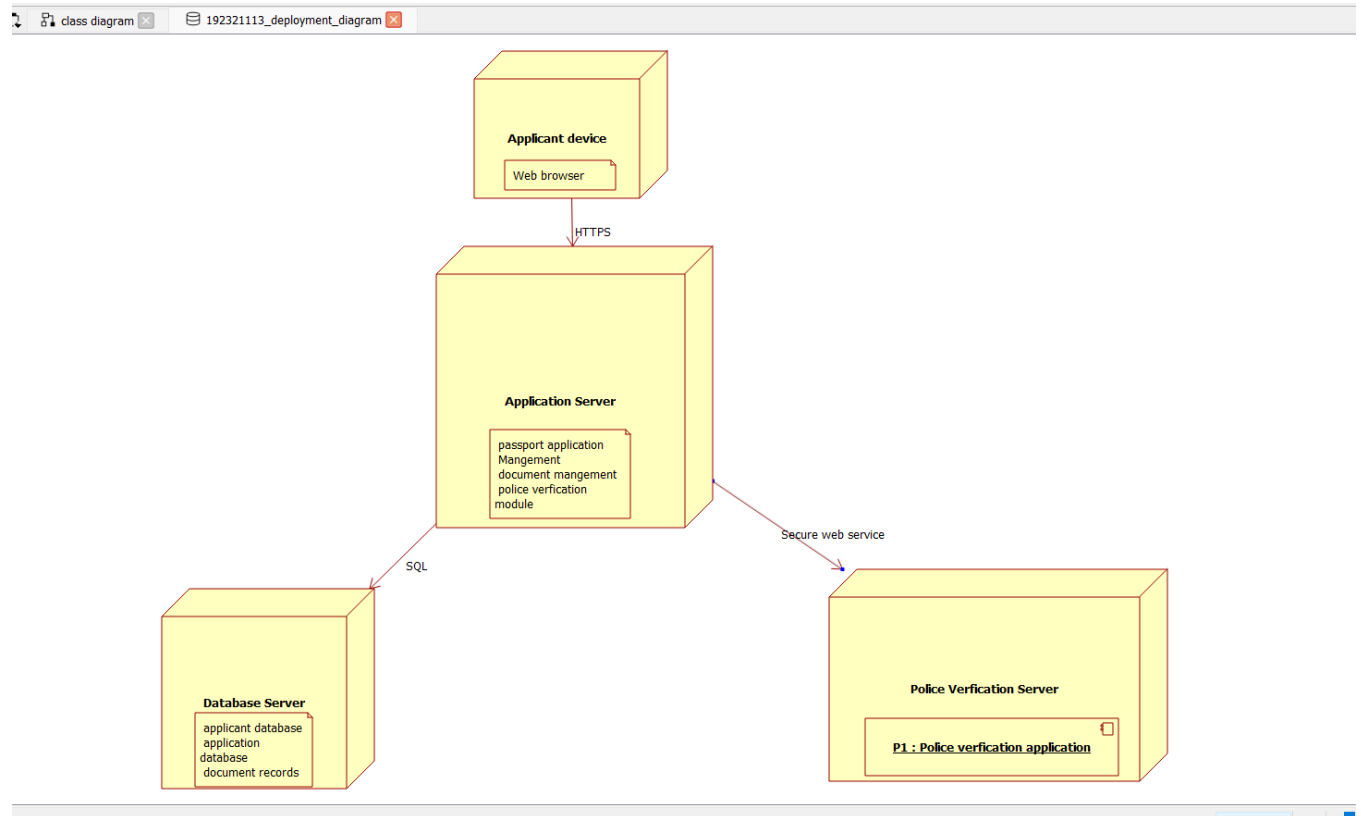 class diagram
192321113_deployment_diagram
Applicant device
Web browser
HTTPS
Application Server
passport application
Mangement
document mangement
police verfication
module
Secure web service
SQL
Database Server
applicant database
application
database
document records
Police Verfication Server
P1 : Police verfication application